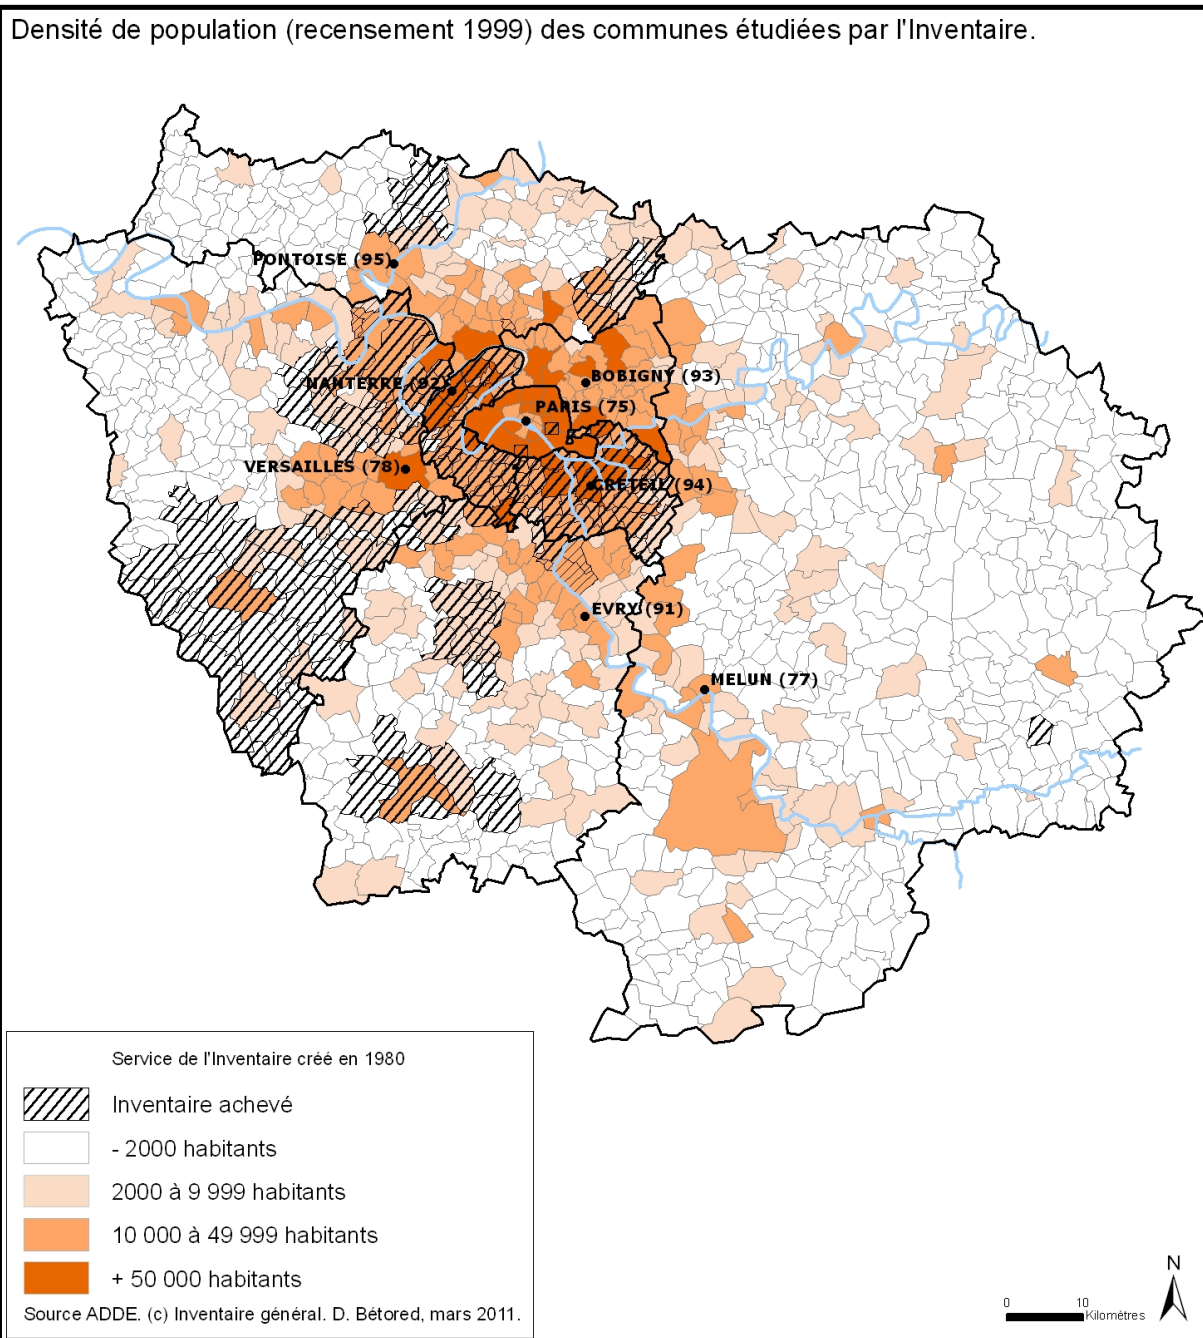 Densité de population (recensement 1999) des communes étudiées par l'Inventaire.
PONTOISE (95)
NANTERRE (92)
BOBIGNY (93)
PARIS (75)
VERSAILLES (78)
CRETEIL (94)
EVRY (91)
MELUN (77)
Service de l'Inventaire créé en 1980
Inventaire achevé
- 2000 habitants
2000 à 9 999 habitants
10 000 à 49 999 habitants
+ 50 000 habitants
Source ADDE. (c) Inventaire général. D. Bétored, mars 2011.
0 10
Kilomètres
N